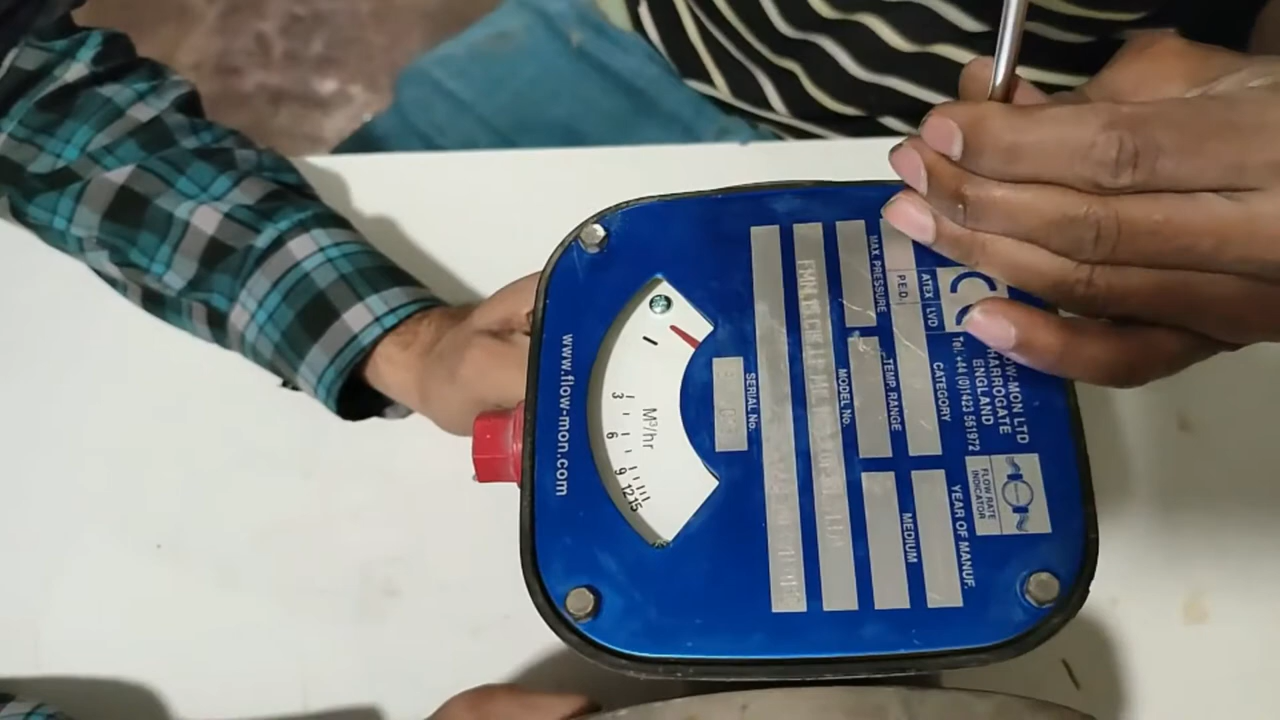 FLOW RATE
INDICATOR
W-MON LTD
HARROGATE
ENGLAND
Tel. +44 (0)1423 561972
ATEX
LVD
P.E.D.
CATEGORY
YEAR OF MANUF.
MAX. PRESSURE
TEMP. RANGE
MEDIUM
MODEL No.
SERIAL No.
M³/hr
3
6
9
12
15
www.flow-mon.com